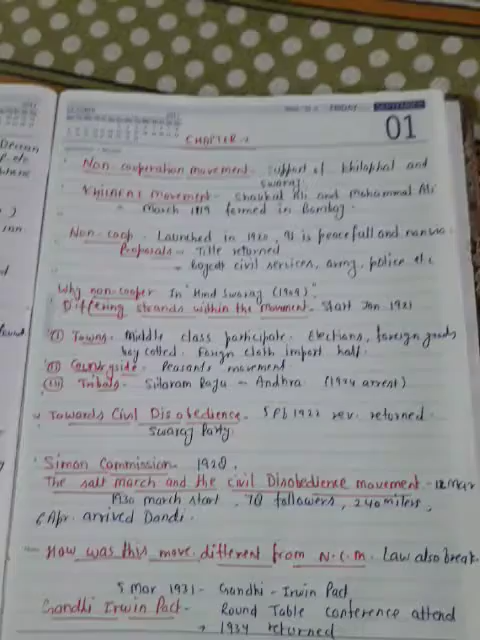 FRIDAY SEPTEMBER
01
CHAPTER-2
Non cooperation movement- support of khilaphat and
swaraj.
Khilafat movement- Shaukat Ali and Mohammal Ali
- March 1919 formed in Bombay.
Non-coop. Launched in 1920, is peacefull and
Proposals- Title returned
- boycott civil services, army, police etc
Why non-cooper In "Hind Swaraj (1909)"
Differing strands within the movment- Start Jan 1921
(i) Towns- Middle class participate. Elections, foreign goods
boycotted. Forign cloth import half.
(ii) Countryside- Peasants movement
(iii) Tribals- Sitaram Raju - Andhra (1924 arrest)
Towards Civil Disobedience- 5 Feb 1922 rev. returned.
Swaraj Party.
Simon Commission- 1928.
The salt march and the civil Disobedience movement- 12 Mar
1930 march start, 78 followers, 240 miles,
6 Apr. arrived Dandi.
- How was this move. different from N.C.M. Law also break.
5 Mar 1931- Gandhi-Irwin Pact
Gandhi Irwin Pact- Round Table conference attend
→ 1934 returned